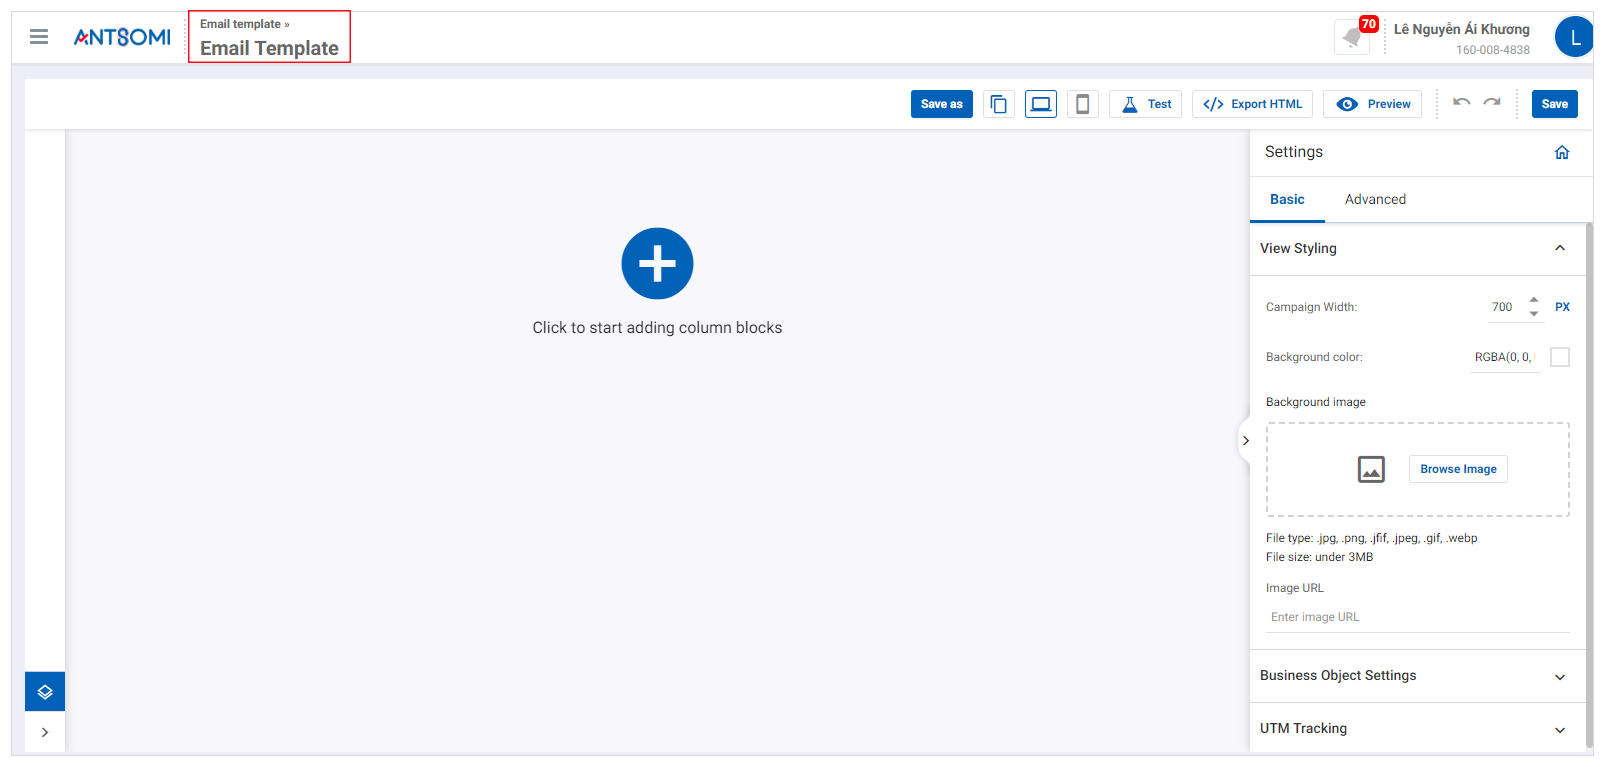 ANTSOMI
Email template »
Email Template
70
Lê Nguyễn Ái Khương
160-008-4838
L
Save as
Test
</> Export HTML
Preview
Save
Settings
Basic
Advanced
View Styling
Campaign Width:
700
PX
Background color:
RGBA(0, 0,
Background image
Browse Image
File type: .jpg, .png, .jfif, .jpeg, .gif, .webp
File size: under 3MB
Image URL
Enter image URL
Business Object Settings
UTM Tracking
Click to start adding column blocks